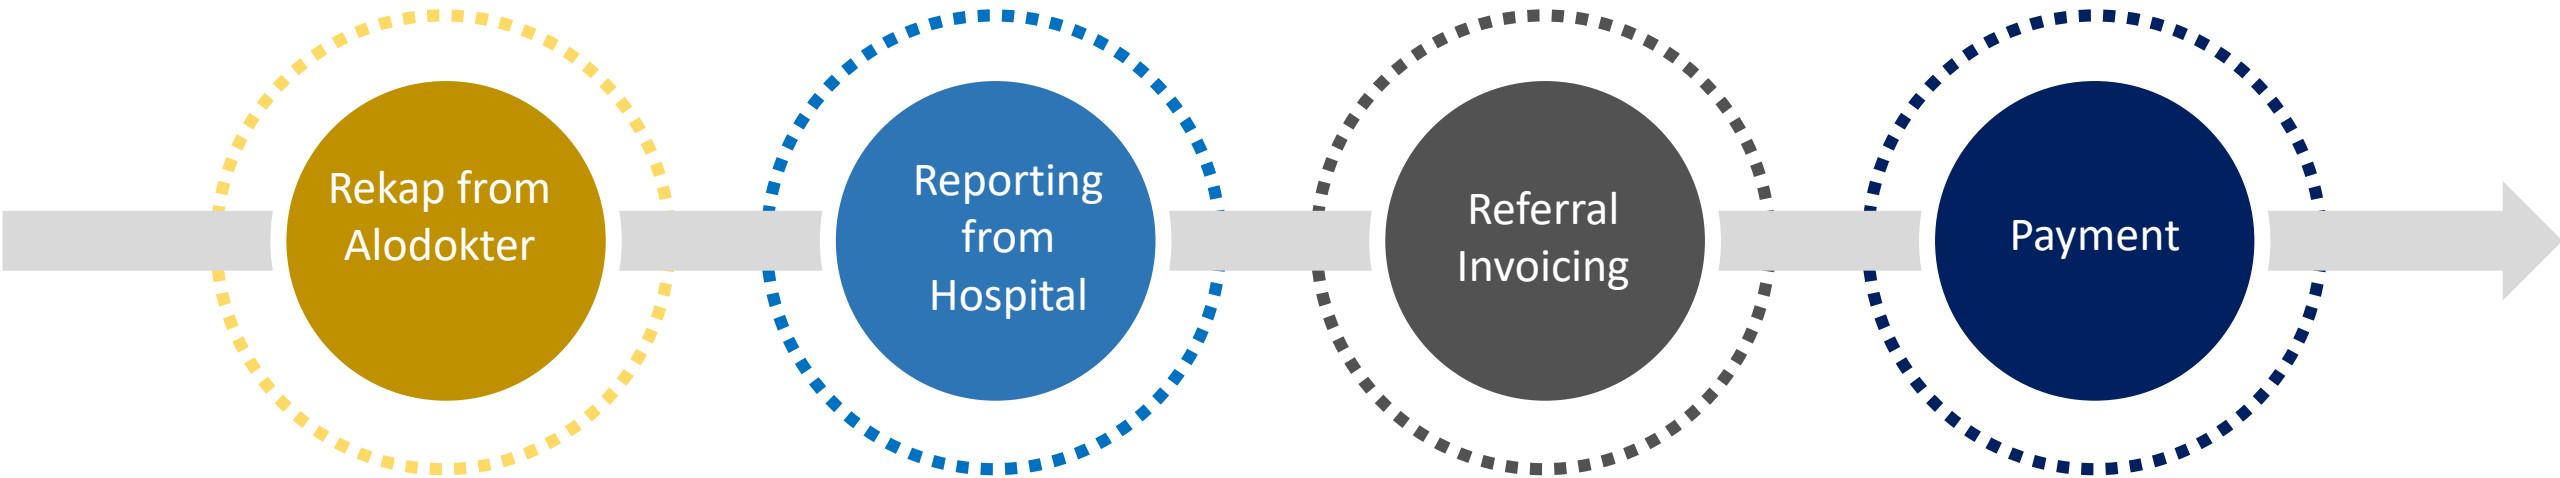 Rekap from
Alodokter
Reporting
from
Hospital
Referral
Invoicing
Payment